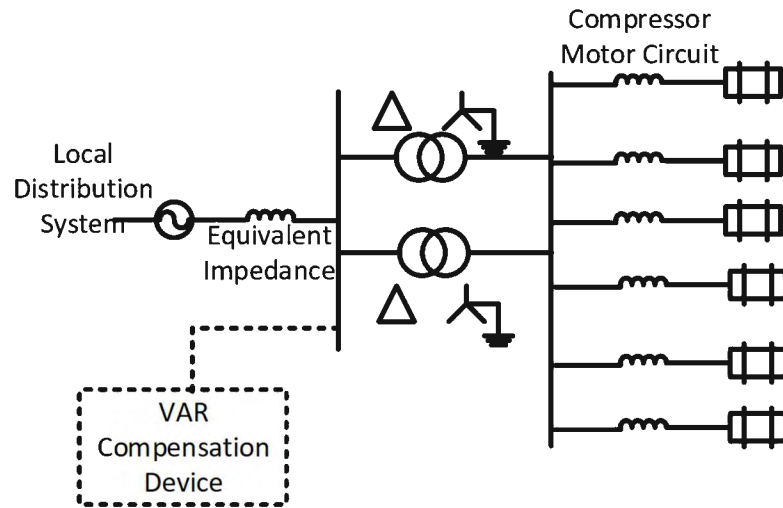 Compressor
Motor Circuit
Local
Distribution
System
Equivalent
Impedance
VAR
Compensation
Device